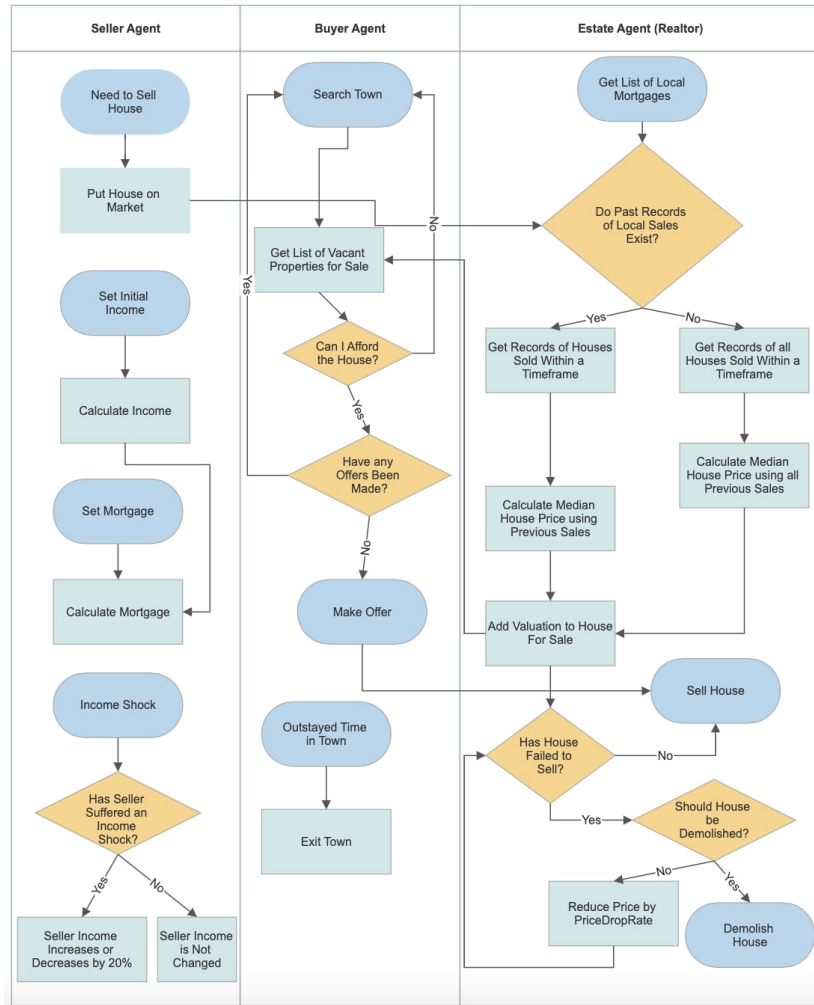 Seller Agent
Buyer Agent
Estate Agent (Realtor)
Need to Sell
House
Put House on
Market
Set Initial
Income
Calculate Income
Set Mortgage
Calculate Mortgage
Income Shock
Has Seller
Suffered an
Income
Shock?
Yes
No
Seller Income
Increases or
Decreases by 20%
Seller Income
is Not
Changed
Search Town
No
Get List of Vacant
Properties for Sale
Yes
Can I Afford
the House?
Yes
Have any
Offers Been
Made?
No
Make Offer
Outstayed Time
in Town
Exit Town
Get List of Local
Mortgages
Do Past Records
of Local Sales
Exist?
Yes
No
Get Records of Houses
Sold Within a
Timeframe
Get Records of all
Houses Sold Within a
Timeframe
Calculate Median
House Price using
Previous Sales
Calculate Median
House Price using all
Previous Sales
Add Valuation to House
For Sale
Sell House
Has House
Failed to
Sell?
No
Yes
Should House
be
Demolished?
No
Yes
Reduce Price by
PriceDropRate
Demolish
House